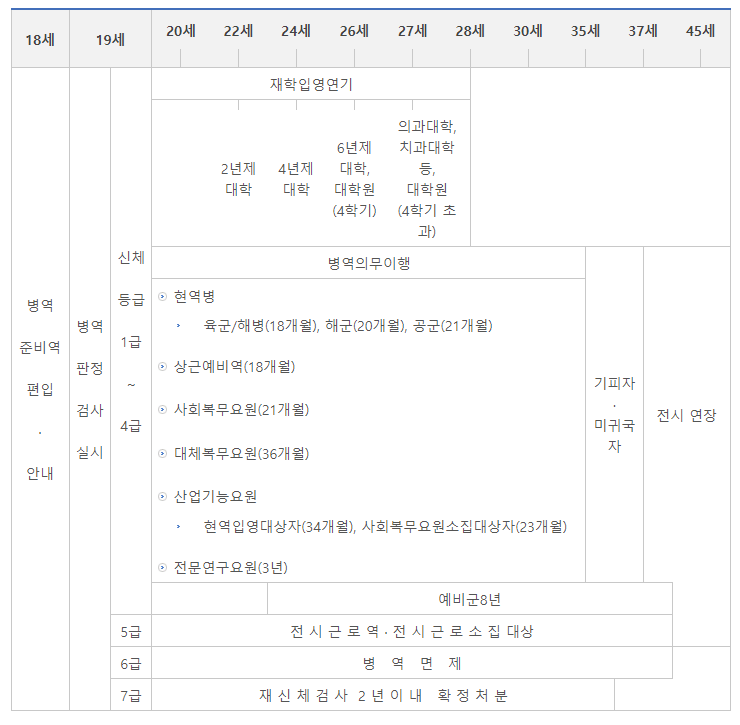 18세
19세
20세
22세
24세
26세
27세
28세
30세
35세
37세
45세
재학입영연기
2년제
대학
4년제
대학
6년제
대학,
대학원
(4학기)
의과대학,
치과대학
등,
대학원
(4학기 초
과)
병역
준비역
편입
·
안내
병역
판정
검사
실시
신체
등급
1급
~
4급
병역의무이행
현역병
육군/해병(18개월), 해군(20개월), 공군(21개월)
상근예비역(18개월)
사회복무요원(21개월)
대체복무요원(36개월)
산업기능요원
현역입영대상자(34개월), 사회복무요원소집대상자(23개월)
전문연구요원(3년)
기피자
·
미귀국
자
전시 연장
예비군8년
5급
전 시 근 로 역 · 전 시 근 로 소 집 대상
6급
병 역 면 제
7급
재 신 체 검 사 2 년 이 내 확 정 처 분